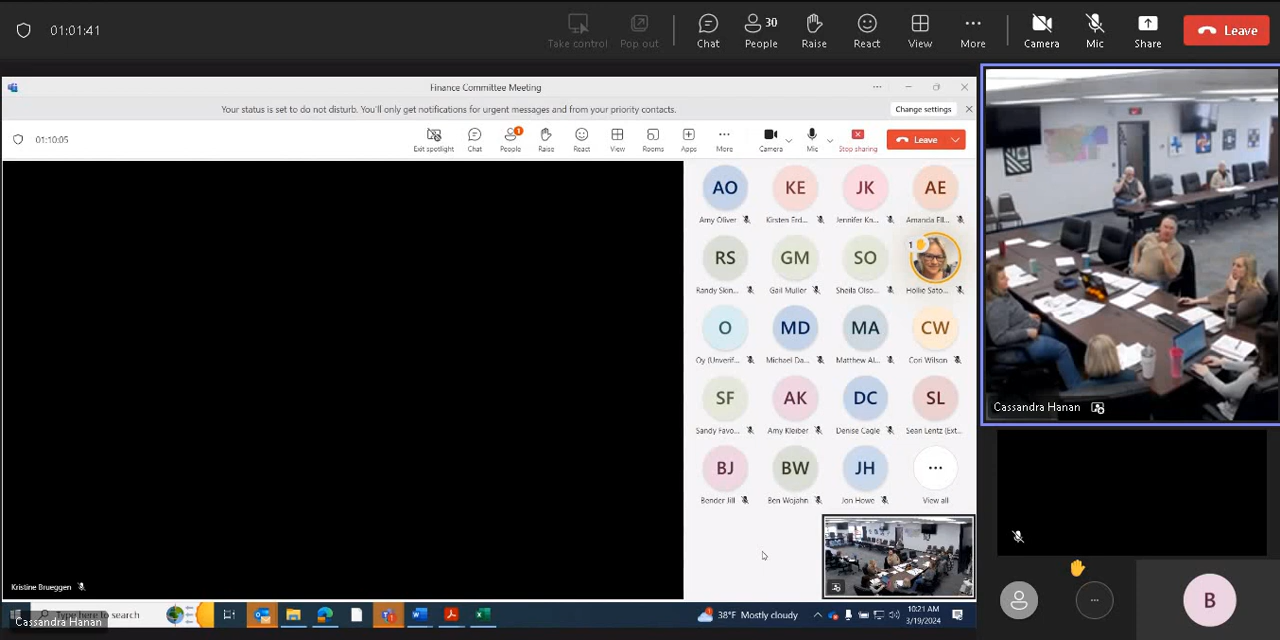 01:01:41
Take control
Pop out
Chat
30
People
Raise
React
View
More
Camera
Mic
Share
Leave
Finance Committee Meeting
Your status is set to do not disturb. You'll only get notifications for urgent messages and from your priority contacts.
Change settings
01:10:05
Exit spotlight
Chat
1
People
Raise
React
View
Rooms
Apps
More
Camera
Mic
Stop sharing
Leave
AO KE JK AE
Amy Oliver Kirsten Erd... Jennifer Kn... Amanda Ell...
RS GM SO 1
Randy Skin... Gail Muller Sheila Olso... Hollie Sato...
O MD MA CW
Oy (Unverif... Michael Da... Matthew Al... Cori Wilson
SF AK DC SL
Sandy Favo... Amy Kleiber Denise Cagle Sean Lentz (Ext...
BJ BW JH
Bender Jill Ben Wojahn Jon Howe View all
Kristine Brueggen
Type here to search
Cassandra Hanan
38°F Mostly cloudy
10:21 AM
3/19/2024
Cassandra Hanan
B